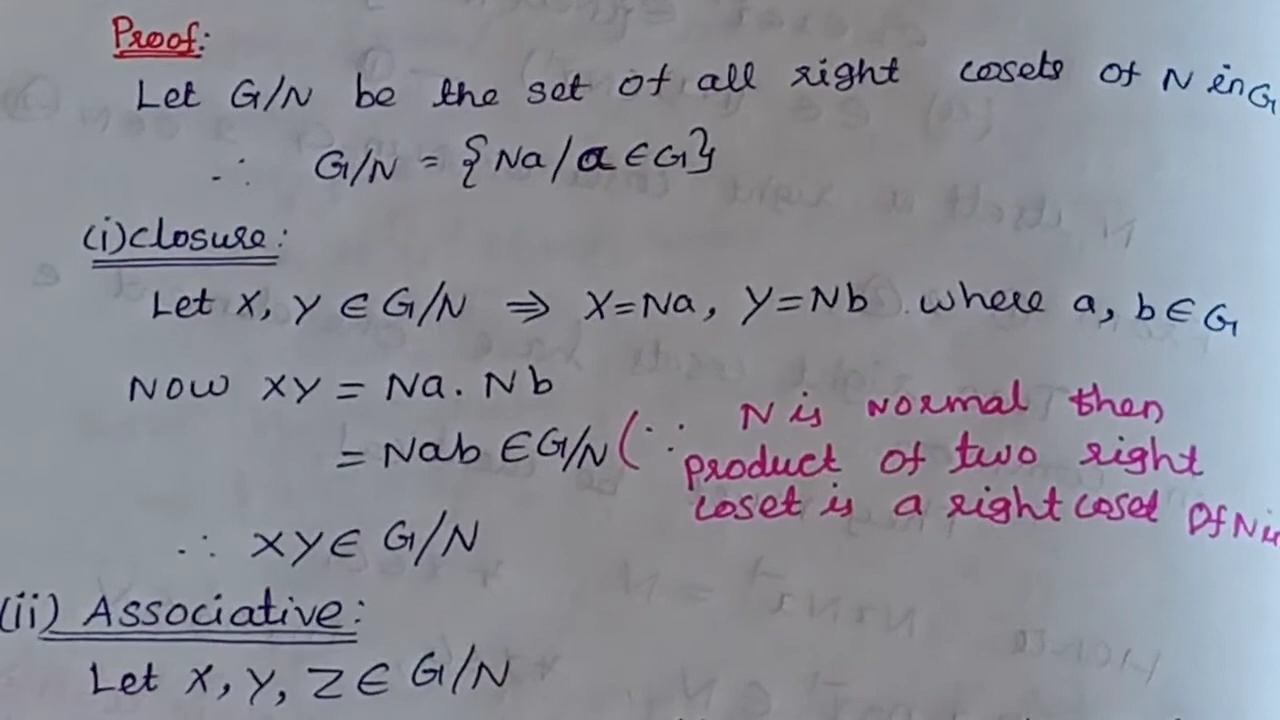 Proof:
Let G/N be the set of all right cosets of N in G
∴ G/N = {Na/a∈G}
(i) closure:
Let X, Y ∈ G/N ⇒ X=Na, Y=Nb where a, b∈G
Now XY = Na. Nb
= Nab ∈G/N (∵ N is normal then
product of two right
coset is a right coset of N in
∴ XY∈ G/N
(ii) Associative:
Let X, Y, Z∈ G/N